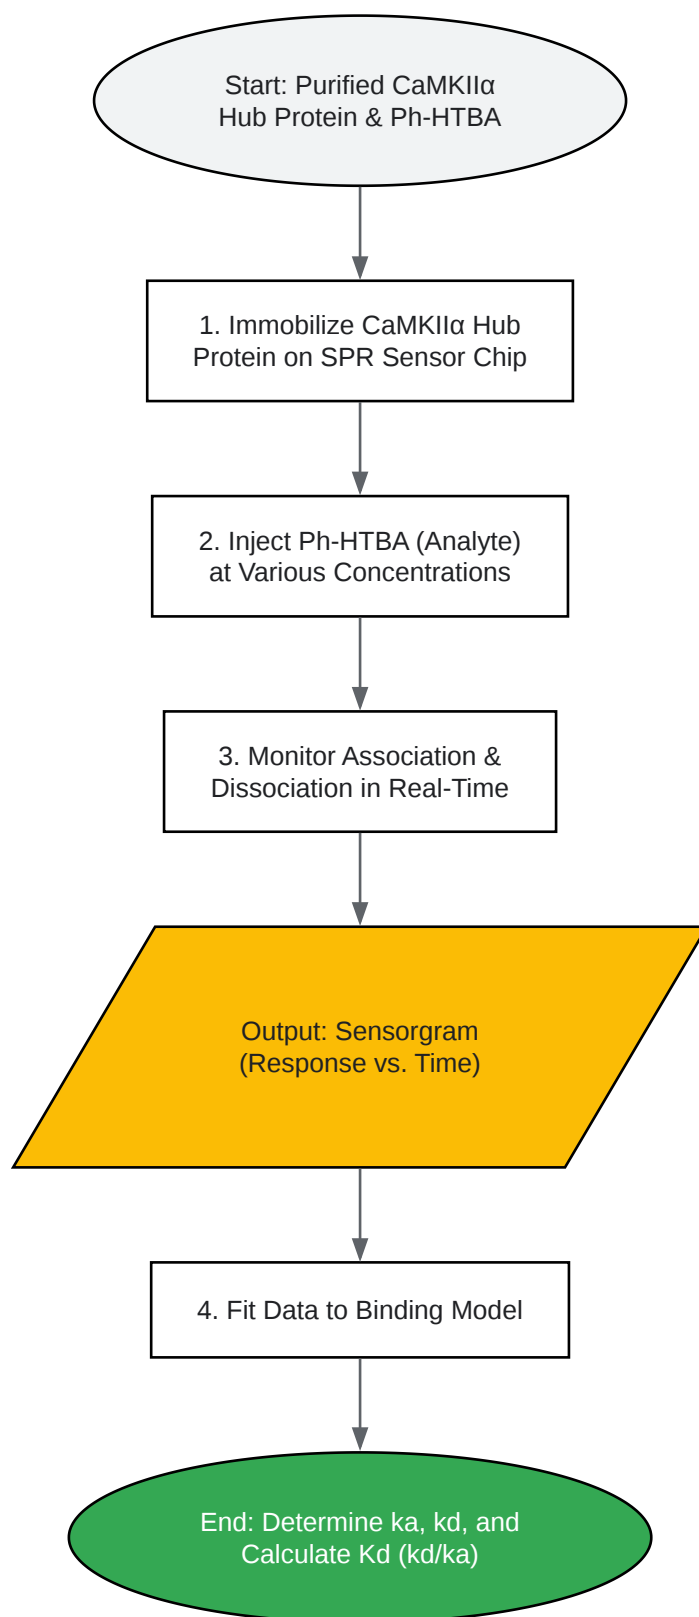 Start: Purified CaMKIIα
Hub Protein & Ph-HTBA
1. Immobilize CaMKIIα Hub
Protein on SPR Sensor Chip
2. Inject Ph-HTBA (Analyte)
at Various Concentrations
3. Monitor Association &
Dissociation in Real-Time
Output: Sensorgram
(Response vs. Time)
4. Fit Data to Binding Model
End: Determine ka, kd, and
Calculate Kd (kd/ka)